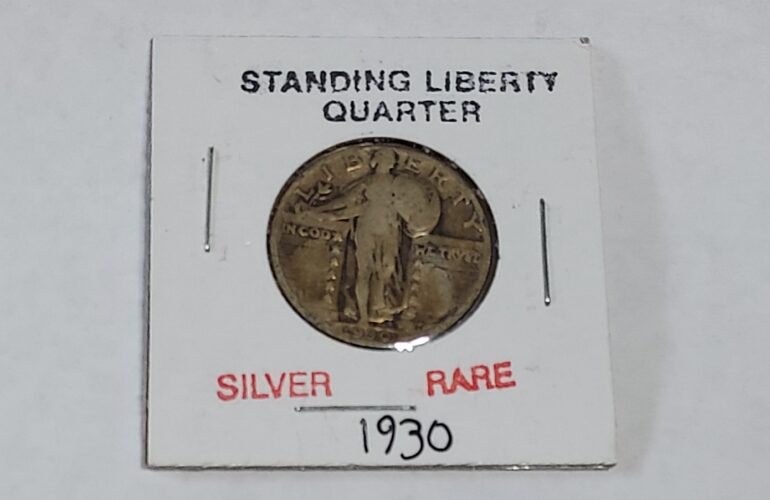 STANDING LIBERTY
QUARTER
LIBERTY
IN GOD WE TRUST
SILVER RARE
1930